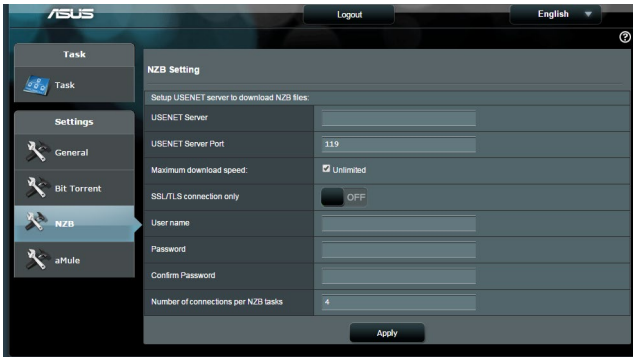 ASUS
Logout
English
Task
Task
Settings
General
Bit Torrent
NZB
aMule
NZB Setting
Setup USENET server to download NZB files:
USENET Server
USENET Server Port 119
Maximum download speed: Unlimited
SSL/TLS connection only OFF
User name
Password
Confirm Password
Number of connections per NZB tasks 4
Apply